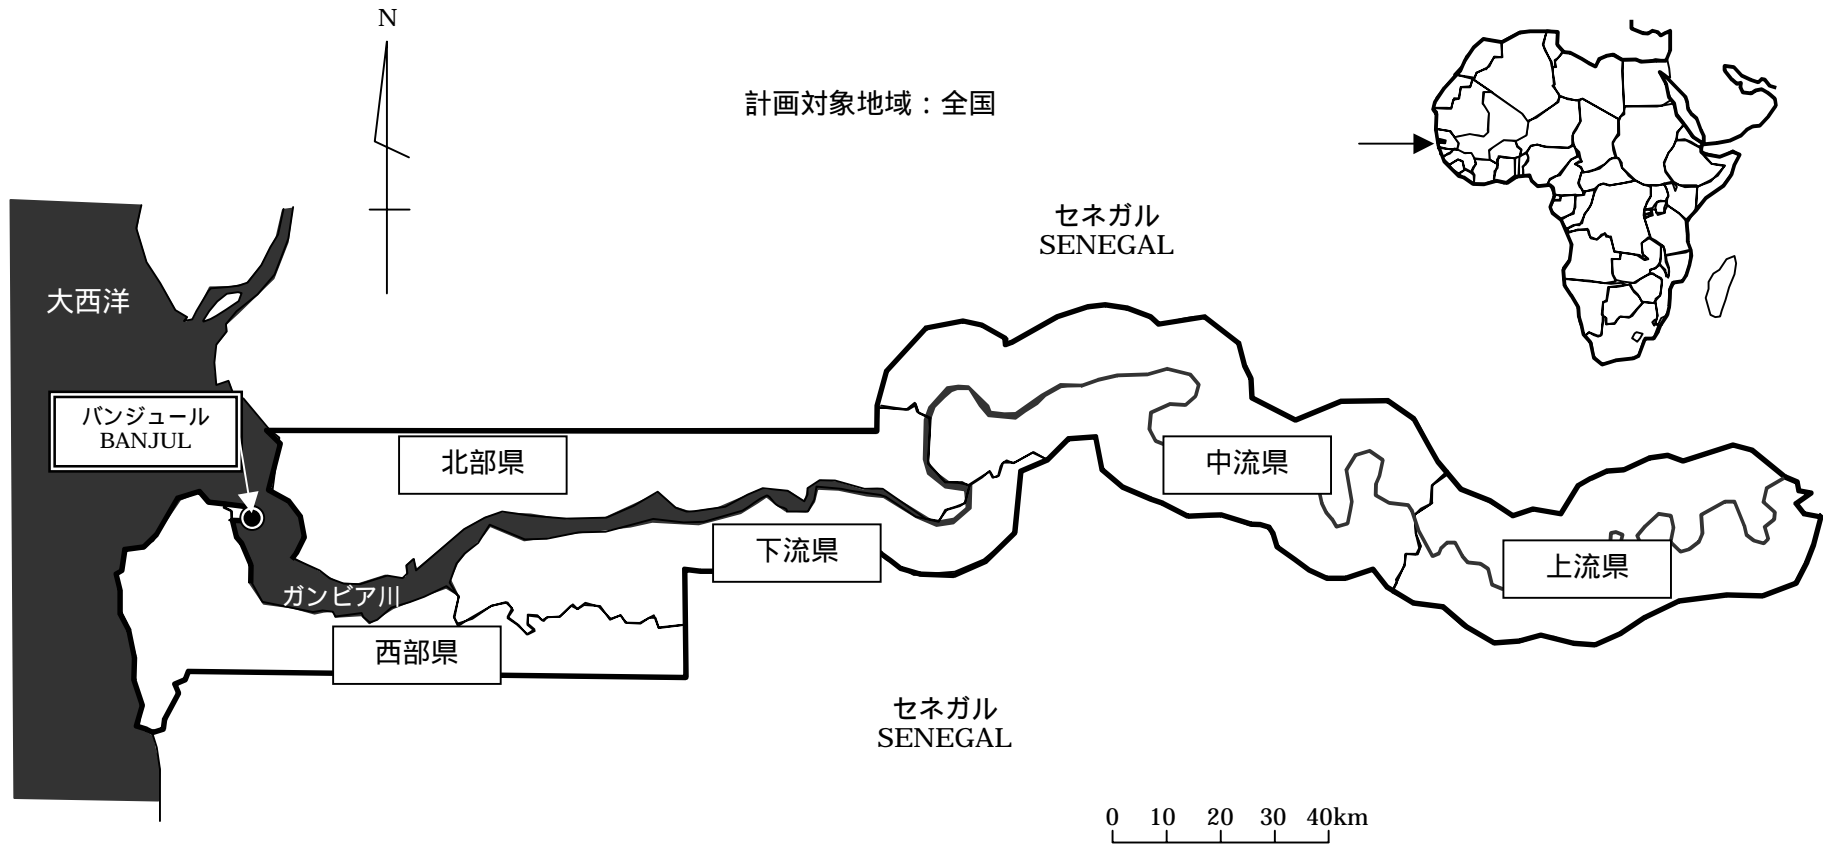 N
計画対象地域：全国
セネガル
SENEGAL
大西洋
バンジュール
BANJUL
北部県
中流県
下流県
上流県
ガンビア川
西部県
セネガル
SENEGAL
0 10 20 30 40km